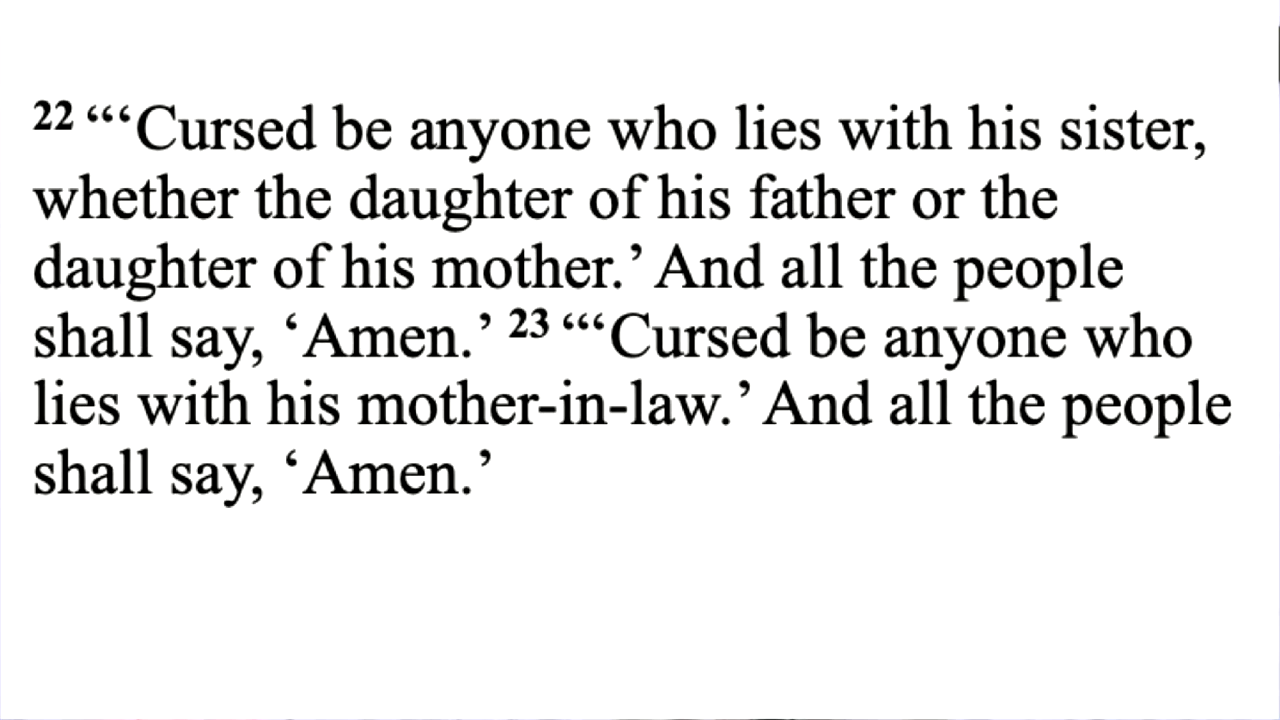 22 “‘“Cursed be anyone who lies with his sister,
whether the daughter of his father or the
daughter of his mother.’ And all the people
shall say, ‘Amen.’ 23 “‘“Cursed be anyone who
lies with his mother-in-law.’ And all the people
shall say, ‘Amen.’